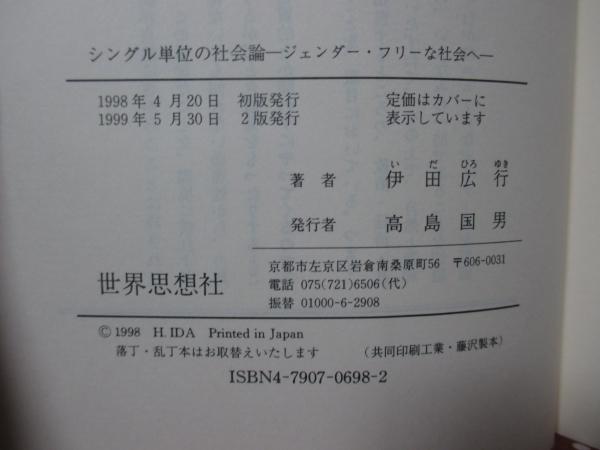 シングル単位の社会論―ジェンダー・フリーな社会へ―
1998年 4月20日 初版発行 定価はカバーに
1999年 5月30日 2版発行 表示しています
い だ ひろ ゆき
著者 伊田広行
発行者 高島国男
世界思想社
京都市左京区岩倉南桑原町56 〒606-0031
電話 075(721)6506(代)
振替 01000-6-2908
© 1998 H. IDA Printed in Japan
落丁・乱丁本はお取替えいたします (共同印刷工業・藤沢製本)
ISBN4-7907-0698-2